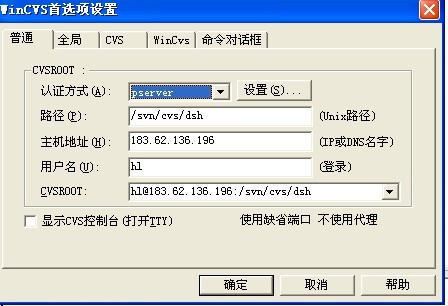 WinCVS首选项设置
普通 全局 CVS WinCvs 命令对话框
CVSROOT :
认证方式(A): pserver 设置(S)...
路径(P): /svn/cvs/dsh (Unix路径)
主机地址(H): 183.62.136.196 (IP或DNS名字)
用户名(U): hl (登录)
CVSROOT: hl@183.62.136.196:/svn/cvs/dsh
显示CVS控制台(打开TTY) 使用缺省端口 不使用代理
确定 取消 帮助